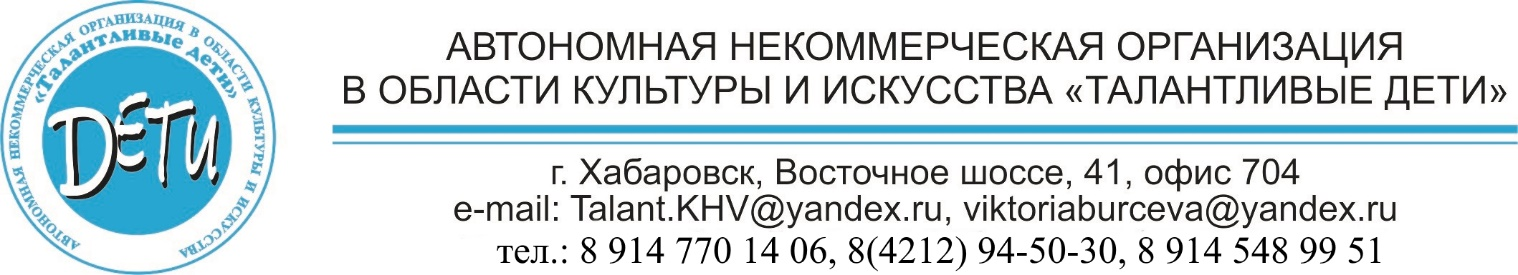 АВТОНОМНАЯ НЕКОММЕРЧЕСКАЯ ОРГАНИЗАЦИЯ В ОБЛАСТИ КУЛЬТУРЫ И ИСКУССТВА
«Талантливые дети»
ДЕТИ
АВТОНОМНАЯ НЕКОММЕРЧЕСКАЯ ОРГАНИЗАЦИЯ
В ОБЛАСТИ КУЛЬТУРЫ И ИСКУССТВА «ТАЛАНТЛИВЫЕ ДЕТИ»
г. Хабаровск, Восточное шоссе, 41, офис 704
e-mail: Talant.KHV@yandex.ru, viktoriaburceva@yandex.ru
тел.: 8 914 770 14 06, 8(4212) 94-50-30, 8 914 548 99 51